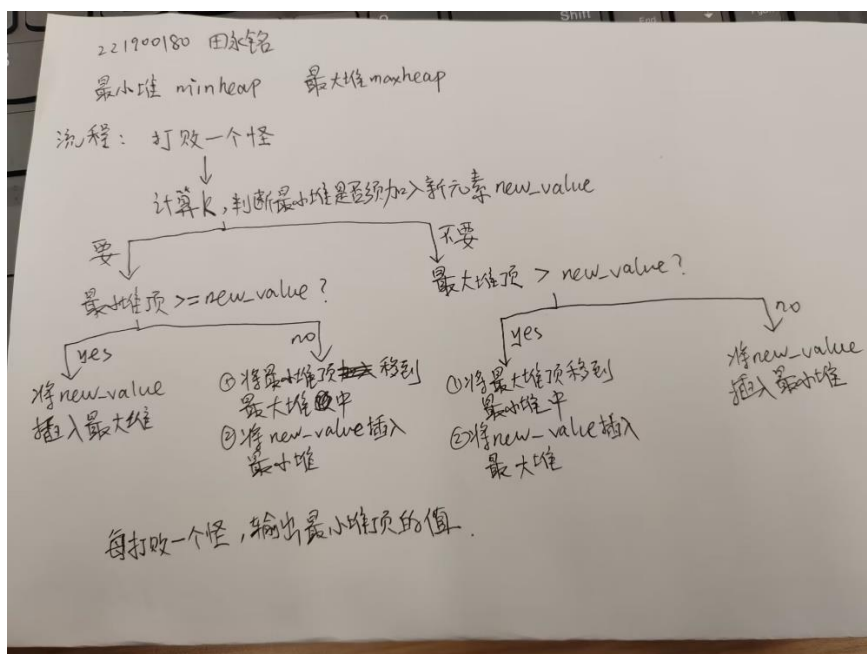 Shift
End
221900180 田永铭
最小堆 minheap 最大堆 maxheap
流程： 打败一个怪
计算k，判断最小堆是否须加入新元素 new_value
要
不要
最小堆顶 >= new_value ?
最大堆顶 > new_value ?
yes
no
yes
no
将new_value
插入最大堆
①将最小堆顶移到
最大堆中
②将new_value插入
最小堆
①将最大堆顶移到
最小堆中
②将new_value插入
最大堆
将new_value
插入最小堆
每打败一个怪，输出最小堆顶的值.